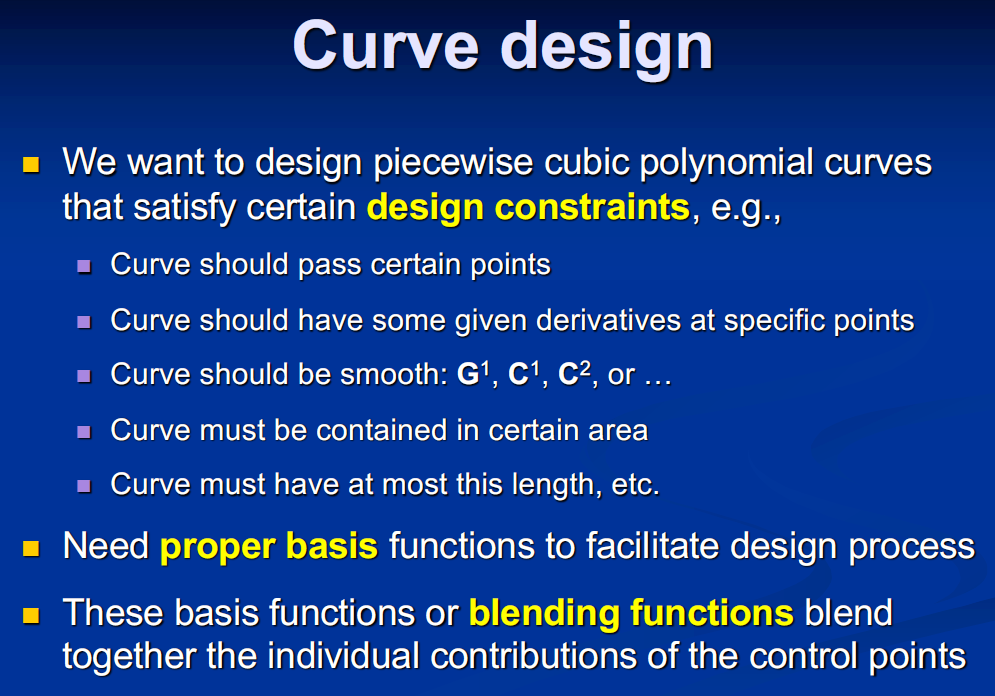 Curve design
We want to design piecewise cubic polynomial curves
that satisfy certain design constraints, e.g.,
Curve should pass certain points
Curve should have some given derivatives at specific points
Curve should be smooth: G¹, C¹, C², or …
Curve must be contained in certain area
Curve must have at most this length, etc.
Need proper basis functions to facilitate design process
These basis functions or blending functions blend
together the individual contributions of the control points